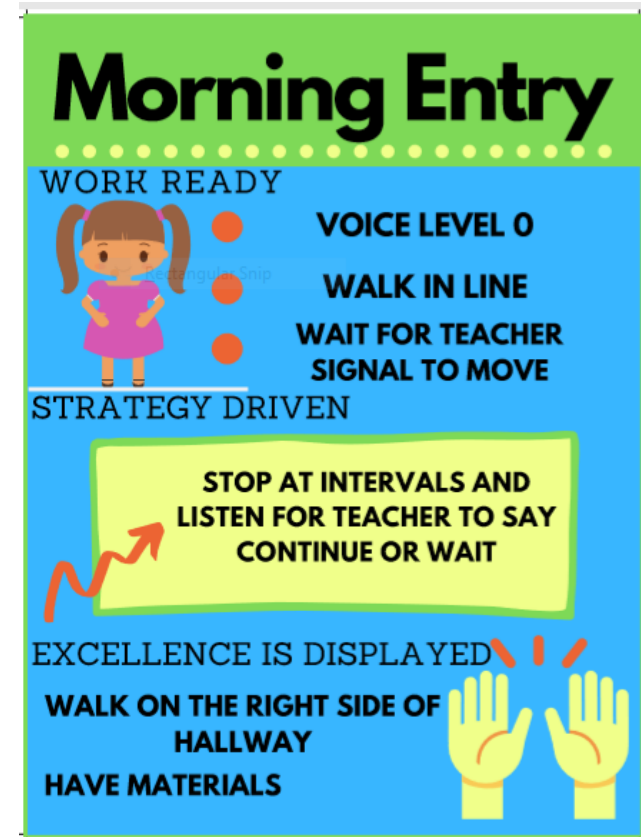 Morning Entry
WORK READY
VOICE LEVEL 0
Rectangular Snip
WALK IN LINE
WAIT FOR TEACHER
SIGNAL TO MOVE
STRATEGY DRIVEN
STOP AT INTERVALS AND
LISTEN FOR TEACHER TO SAY
CONTINUE OR WAIT
EXCELLENCE IS DISPLAYED
WALK ON THE RIGHT SIDE OF
HALLWAY
HAVE MATERIALS